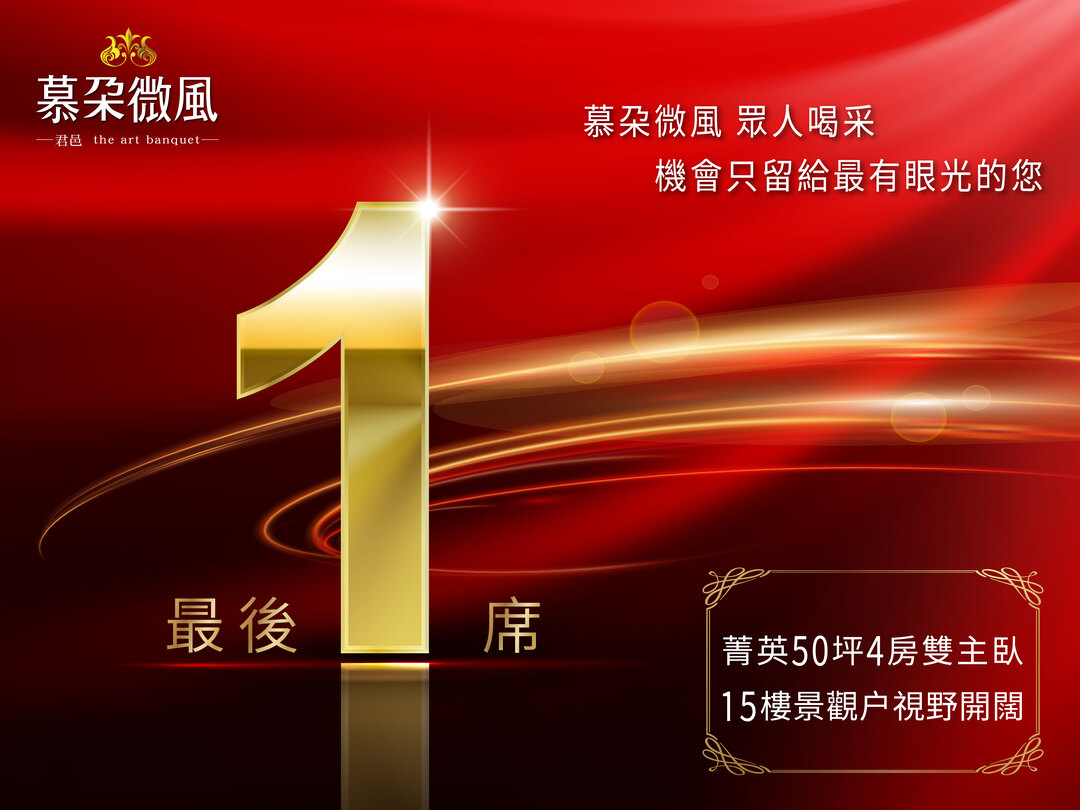 慕朵微風
君邑 the art banquet
慕朵微風 眾人喝采
機會只留給最有眼光的您
最後1席
菁英50坪4房雙主臥
15樓景觀户視野開闊